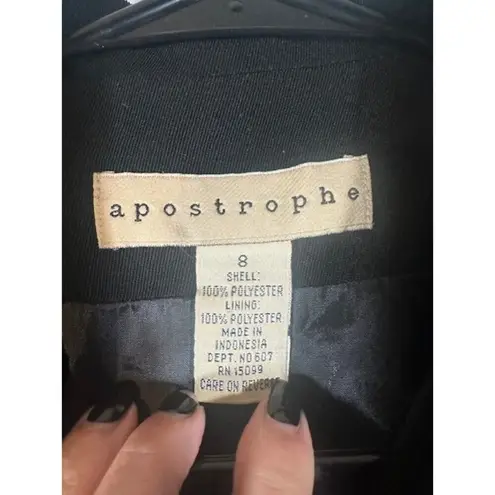 apostrophe
8
SHELL:
100% POLYESTER
LINING:
100% POLYESTER
MADE IN
INDONESIA
DEPT. NO 607
RN 15099
CARE ON REVERSE